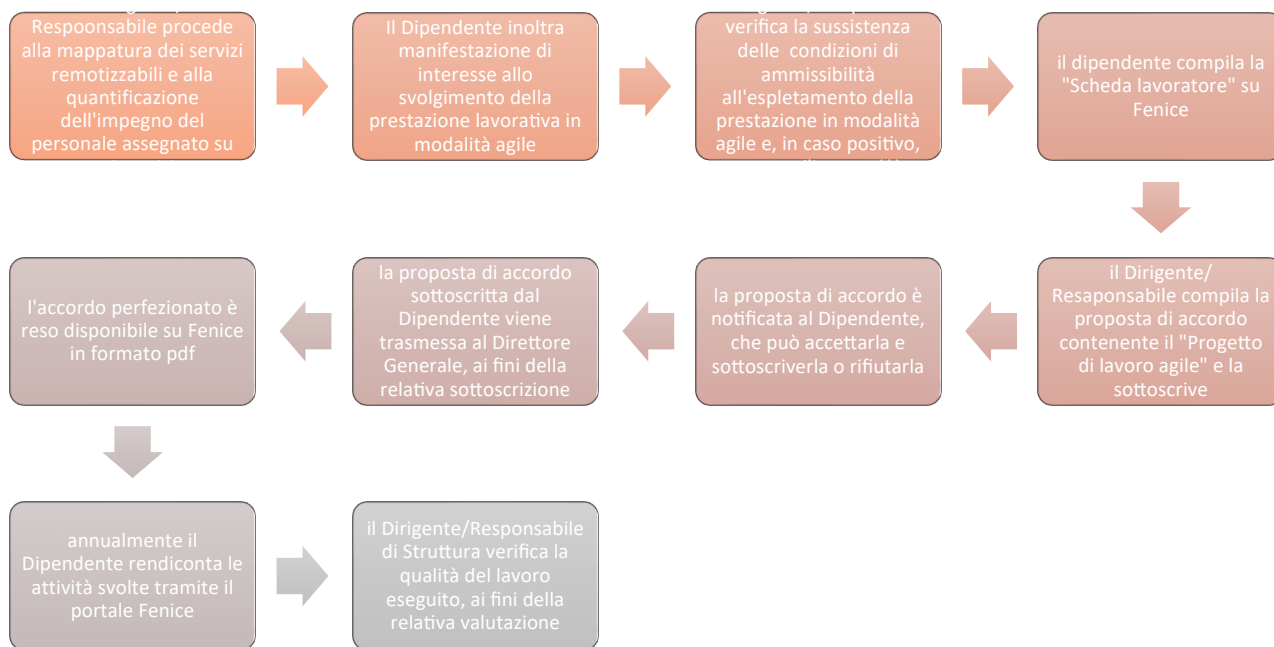 Respoonsabile procede
alla mappatura dei servizi
remotizzabili e alla
quantificazione
dell'impegno del
personale assegnato su
Il Dipendente inoltra
manifestazione di
interesse allo
svolgimento della
prestazione lavorativa in
modalità agile
verifica la sussistenza
delle condizioni di
ammissibilità
all'espletamento della
prestazione in modalità
agile e, in caso positivo,
il dipendente compila la
"Scheda lavoratore" su
Fenice
il Dirigente/
Resaponsabile compila la
proposta di accordo
contenente il "Progetto
di lavoro agile" e la
sottoscrive
la proposta di accordo è
notificata al Dipendente,
che può accettarla e
sottoscriverla o rifiutarla
la proposta di accordo
sottoscritta dal
Dipendente viene
trasmessa al Direttore
Generale, ai fini della
relativa sottoscrizione
l'accordo perfezionato è
reso disponibile su Fenice
in formato pdf
annualmente il
Dipendente rendiconta le
attività svolte tramite il
portale Fenice
il Dirigente/Responsabile
di Struttura verifica la
qualità del lavoro
eseguito, ai fini della
relativa valutazione